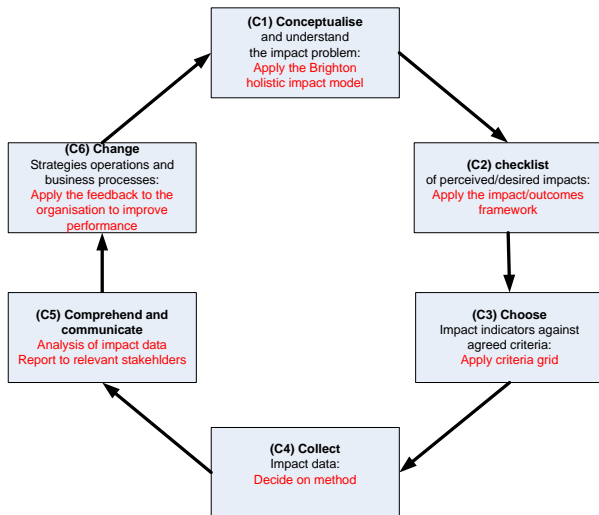 (C1) Conceptualise
and understand
the impact problem:
Apply the Brighton
holistic impact model
(C2) checklist
of perceived/desired impacts:
Apply the impact/outcomes
framework
(C3) Choose
Impact indicators against
agreed criteria:
Apply criteria grid
(C4) Collect
Impact data:
Decide on method
(C5) Comprehend and
communicate
Analysis of impact data
Report to relevant stakehlders
(C6) Change
Strategies operations and
business processes:
Apply the feedback to the
organisation to improve
performance